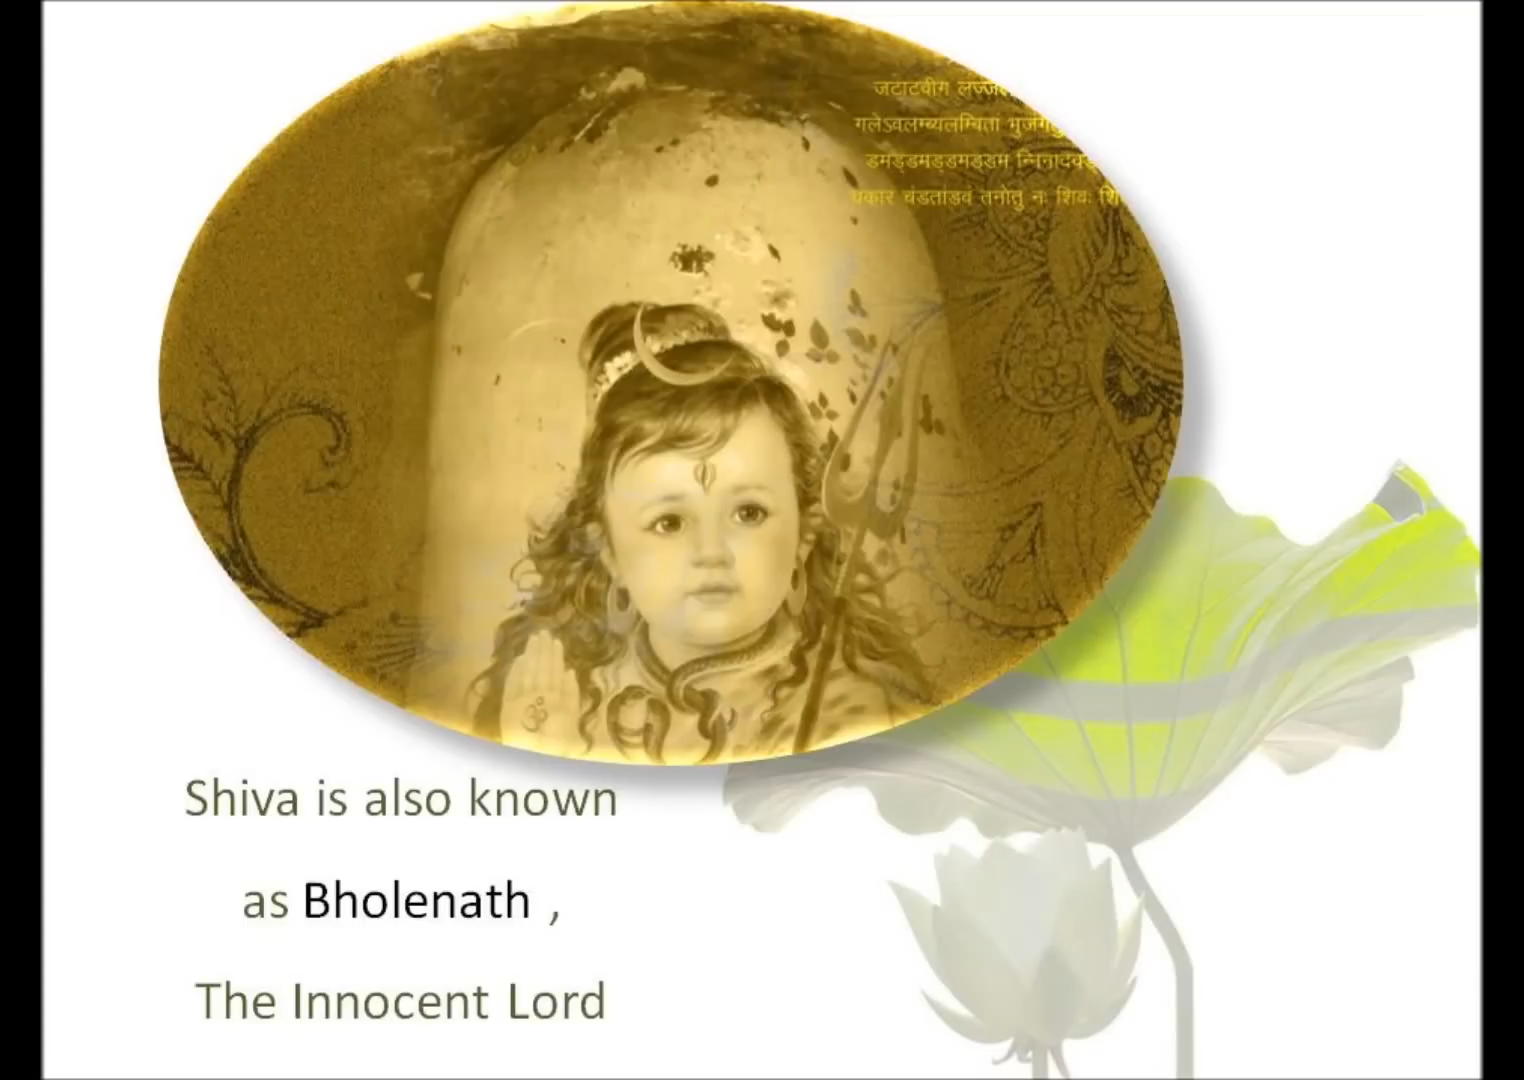 जटाटवीग
गलेऽवलम्ब्यलम्बितां
डमड्डमड्डमड्डम
चकार चंडतांडवं तनोतु नः शिवः
ॐ
Shiva is also known
as Bholenath ,
The Innocent Lord